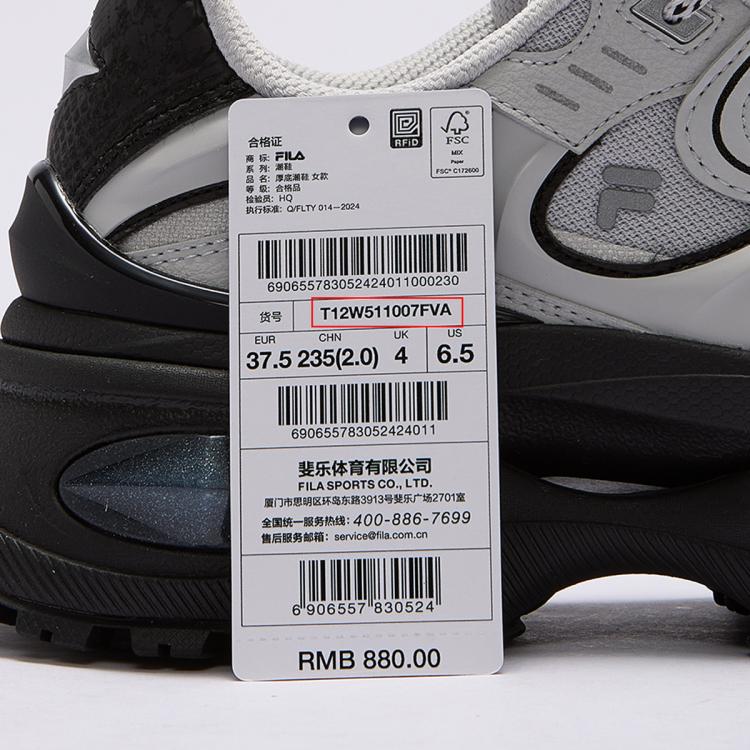 合格证
RFiD
FSC
MIX
Paper
FSC® C172600
商 标: FILA
系 列: 潮鞋
品 名: 厚底潮鞋 女款
等 级: 合格品
检验员: HQ
执行标准: Q/FLTY 014—2024
690655783052424011000230
货号 T12W511007FVA
EUR CHN UK US
37.5 235(2.0) 4 6.5
690655783052424011
斐乐体育有限公司
FILA SPORTS CO., LTD.
厦门市思明区环岛东路3913号斐乐广场2701室
全国统一服务热线: 400-886-7699
售后服务邮箱: service@fila.com.cn
6 906557 830524
RMB 880.00